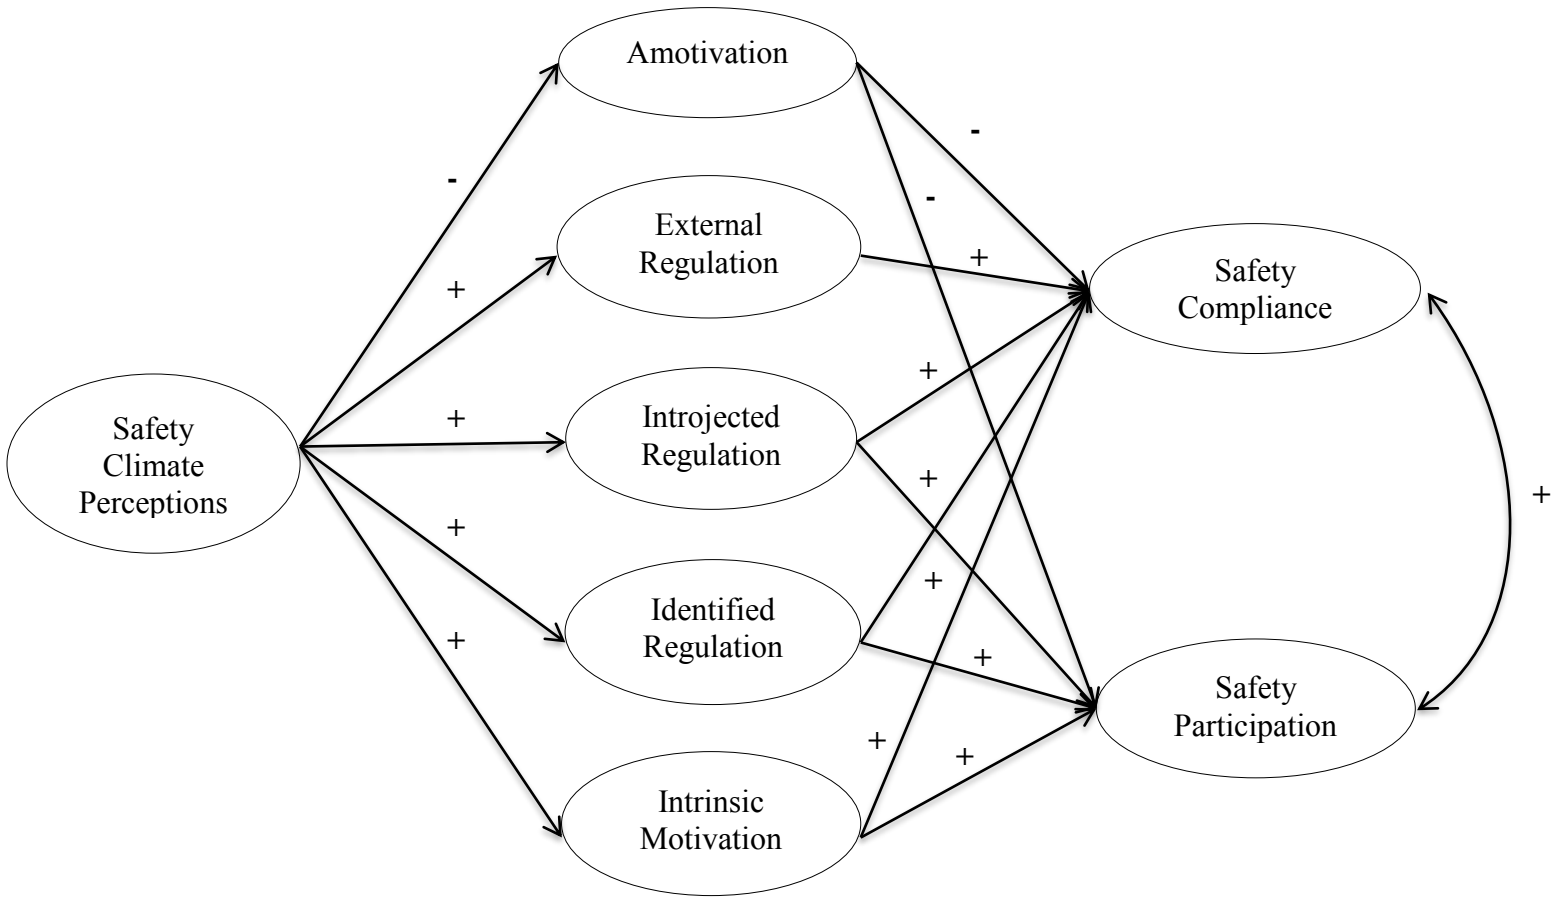 Amotivation
-
-
-
External
Regulation
+
+
Safety
Compliance
Introjected
Regulation
+
+
+
Safety
Climate
Perceptions
+
+
+
Identified
Regulation
+
+
+
Safety
Participation
Intrinsic
Motivation
+
+